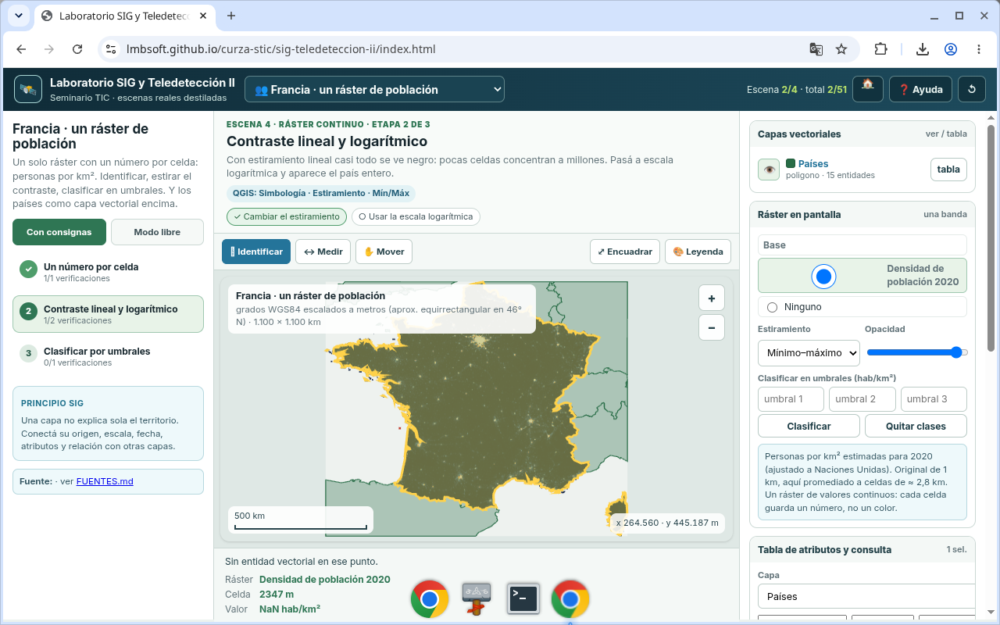 Laboratorio SIG y Teledetecc
lmbsoft.github.io/curza-stic/sig-teledeteccion-ii/index.html
Laboratorio SIG y Teledetección II
Seminario TIC · escenas reales destiladas
Francia · un ráster de población
Escena 2/4 · total 2/51
Ayuda
Francia · un ráster de
población
Un solo ráster con un número por celda:
personas por km². Identificar, estirar el
contraste, clasificar en umbrales. Y los
países como capa vectorial encima.
Con consignas
Modo libre
Un número por celda
1/1 verificaciones
2
Contraste lineal y logarítmico
1/2 verificaciones
3
Clasificar por umbrales
0/1 verificaciones
PRINCIPIO SIG
Una capa no explica sola el territorio.
Conectá su origen, escala, fecha,
atributos y relación con otras capas.
Fuente: · ver FUENTES.md
ESCENA 4 · RÁSTER CONTINUO · ETAPA 2 DE 3
Contraste lineal y logarítmico
Con estiramiento lineal casi todo se ve negro: pocas celdas concentran a millones. Pasá a escala
logarítmica y aparece el país entero.
QGIS: Simbología · Estiramiento · Mín/Máx
✓ Cambiar el estiramiento
○ Usar la escala logarítmica
Identificar
↔ Medir
Mover
⤢ Encuadrar
Leyenda
Francia · un ráster de población
grados WGS84 escalados a metros (aprox. equirrectangular en 46°
N) · 1.100 × 1.100 km
+
−
500 km
x 264.560 · y 445.187 m
Sin entidad vectorial en ese punto.
Ráster Densidad de población 2020
Celda 2347 m
Valor NaN hab/km²
Capas vectoriales
ver / tabla
Países
poligono · 15 entidades
tabla
Ráster en pantalla
una banda
Base
Densidad de
población 2020
Ninguno
Estiramiento
Opacidad
Mínimo–máximo
Clasificar en umbrales (hab/km²)
umbral 1
umbral 2
umbral 3
Clasificar
Quitar clases
Personas por km² estimadas para 2020
(ajustado a Naciones Unidas). Original de 1
km, aquí promediado a celdas de ≈ 2,8 km.
Un ráster de valores continuos: cada celda
guarda un número, no un color.
Tabla de atributos y consulta
1 sel.
Capa
Países